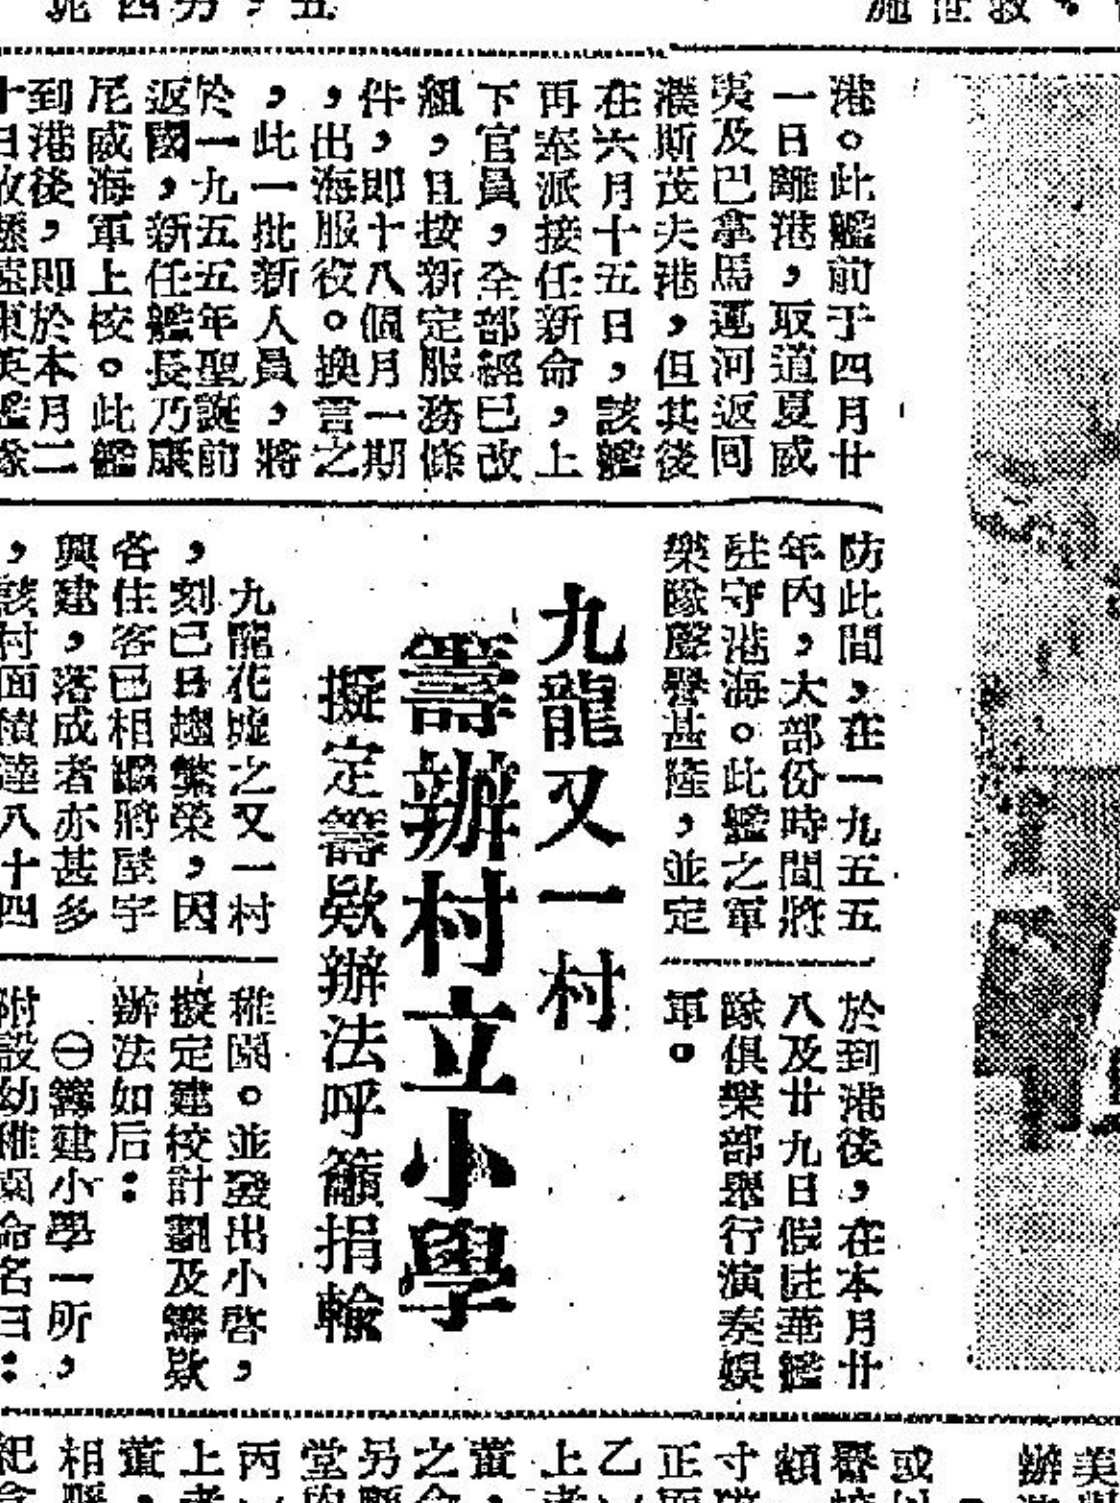 港。此艦前于四月廿
一日離港，取道夏威
夷及巴拿馬運河返回
濮斯茂夫港，但其後
在六月十五日，該艦
再奉派接任新命，上
下官員，全部經已改
組，且按新定服務條
件，即十八個月一期
，出海服役。換言之
，此一批新人員，將
於一九五五年聖誕前
返國，新任艦長乃康
尾威海軍上校。此艦
到港後，即於本月二
防此間，在一九五五
年內，大部份時間將
駐守港海。此艦之軍
樂隊聲譽甚隆，並定
於到港後，在本月廿
八及廿九日假駐華艦
隊俱樂部舉行演奏娛
軍。
九龍又一村
籌辦村立小學
擬定籌欵辦法呼籲捐輸
九龍花墟之又一村
，刻已日趨繁榮，因
各住客已相繼將屋宇
興建，落成者亦甚多
，該村面積達八十四
稚園。並發出小啓，
擬定建校計劃及籌欵
辦法如后：
㊀籌建小學一所，
附設幼稚園命名曰：